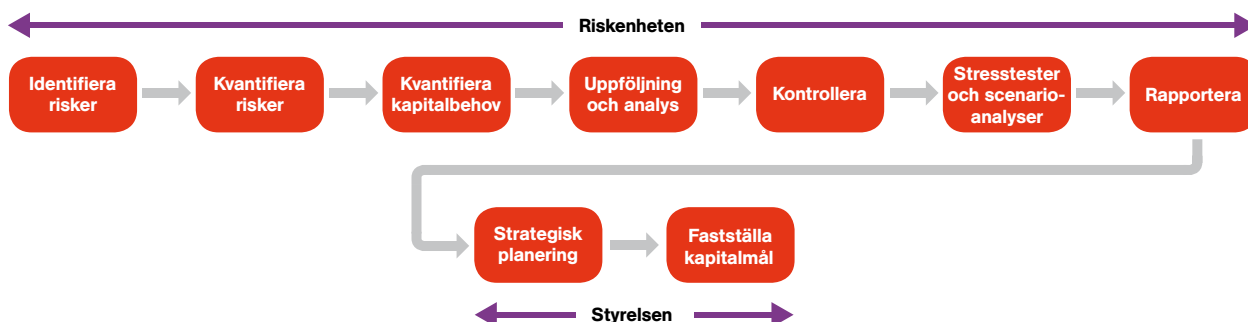 Riskenheten
Identifiera
risker
Kvantifiera
risker
Kvantifiera
kapitalbehov
Uppföljning
och analys
Kontrollera
Stresstester
och scenario-
analyser
Rapportera
Strategisk
planering
Fastställa
kapitalmål
Styrelsen